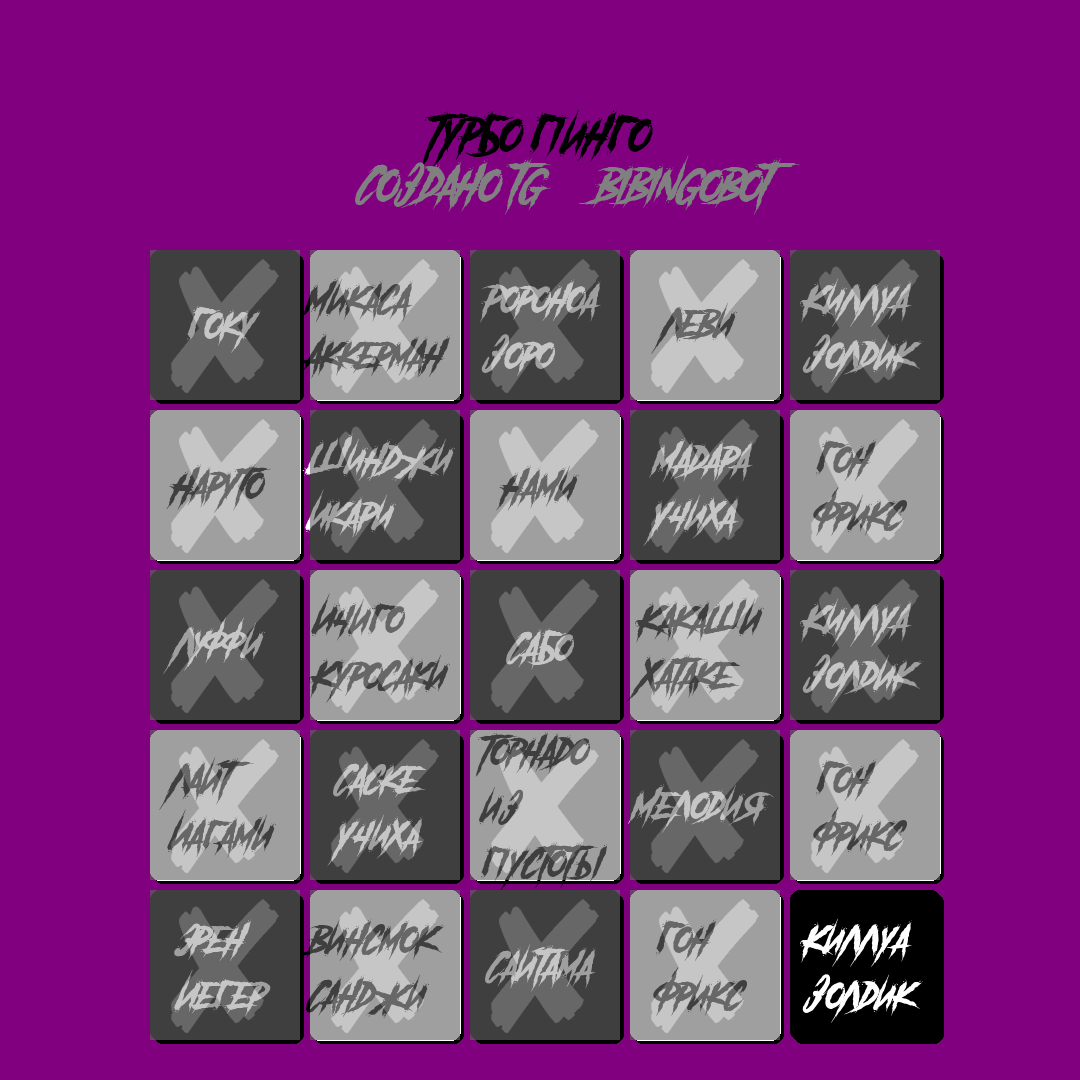 ТУРБО ПИНГО
СОЗДАНО TG BIBINGOBOT
ГОКУ
МИКАСА
АККЕРМАН
РОРОНОА
ЗОРО
ЛЕВИ
КИЛЛУА
ЗОЛДИК
НАРУТО
ШИНДЖИ
ИКАРИ
НАМИ
МАДАРА
УЧИХА
ГОН
ФРИКС
ЛУФФИ
ИЧИГО
КУРОСАКИ
САБО
КАКАШИ
ХАТАКЕ
КИЛЛУА
ЗОЛДИК
ЛАЙТ
ЙАГАМИ
САСКЕ
УЧИХА
ТОРНАДО
ИЗ
ПУСТОТЫ
МЕЛОДИЯ
ГОН
ФРИКС
ЭРЕН
ЙЕГЕР
ВИНСМОК
САНДЖИ
САЙТАМА
ГОН
ФРИКС
КИЛЛУА
ЗОЛДИК